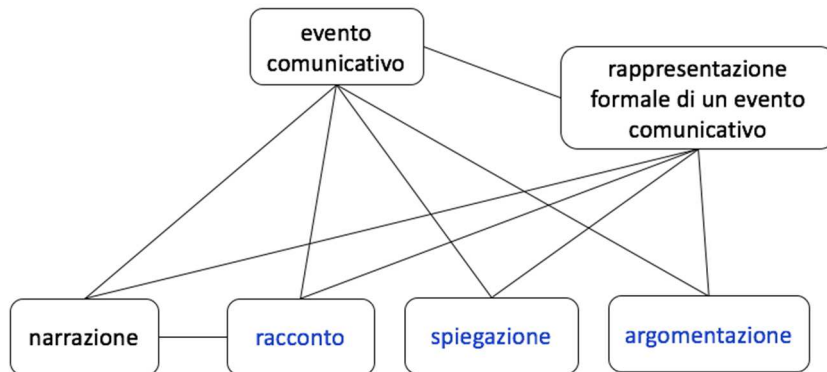 evento
comunicativo
rappresentazione
formale di un evento
comunicativo
narrazione
racconto
spiegazione
argomentazione